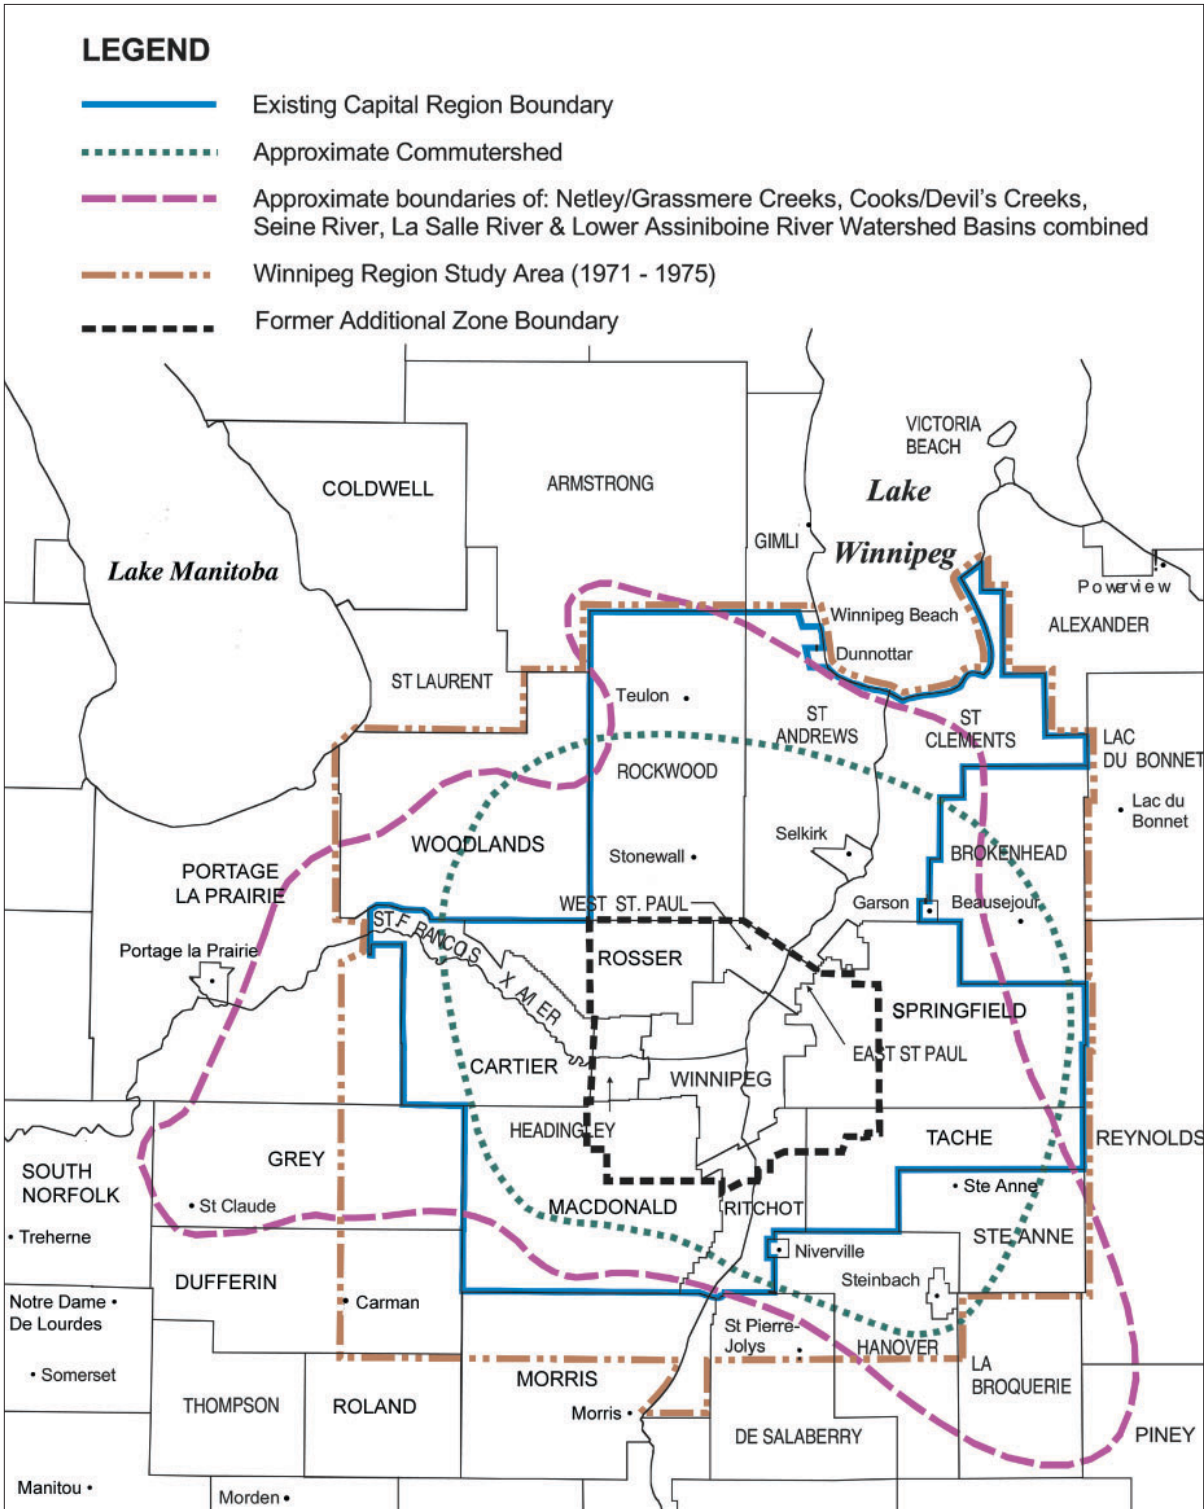 LEGEND
Existing Capital Region Boundary
Approximate Commutershed
Approximate boundaries of: Netley/Grassmere Creeks, Cooks/Devil's Creeks,
Seine River, La Salle River & Lower Assiniboine River Watershed Basins combined
Winnipeg Region Study Area (1971 - 1975)
Former Additional Zone Boundary
VICTORIA
BEACH
COLDWELL
ARMSTRONG
Lake
GIMLI
Winnipeg
Lake Manitoba
Powerview
Winnipeg Beach
ALEXANDER
Dunnottar
ST LAURENT
Teulon
ST
ANDREWS
ST
CLEMENTS
LAC
DU BONNET
ROCKWOOD
Lac du
Bonnet
WOODLANDS
Selkirk
Stonewall
BROKENHEAD
PORTAGE
LA PRAIRIE
WEST ST. PAUL
Garson
Beausejour
ST. FRANCOIS XAVIER
Portage la Prairie
ROSSER
SPRINGFIELD
EAST ST PAUL
CARTIER
WINNIPEG
HEADINGLEY
TACHE
REYNOLDS
GREY
SOUTH
NORFOLK
Ste Anne
St Claude
MACDONALD
RITCHOT
Treherne
STE ANNE
Niverville
DUFFERIN
Steinbach
Notre Dame
De Lourdes
Carman
St Pierre-
Jolys
HANOVER
Somerset
MORRIS
LA
BROQUERIE
THOMPSON
ROLAND
Morris
DE SALABERRY
PINEY
Manitou
Morden